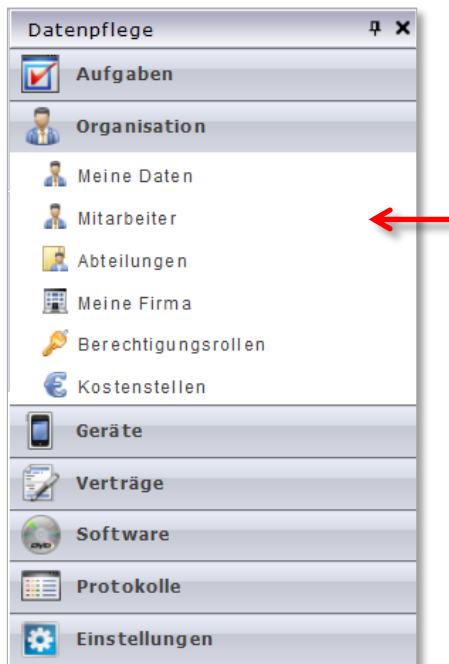 Datenpflege
Aufgaben
Organisation
Meine Daten
Mitarbeiter
Abteilungen
Meine Firma
Berechtigungsrollen
Kostenstellen
Geräte
Verträge
Software
Protokolle
Einstellungen